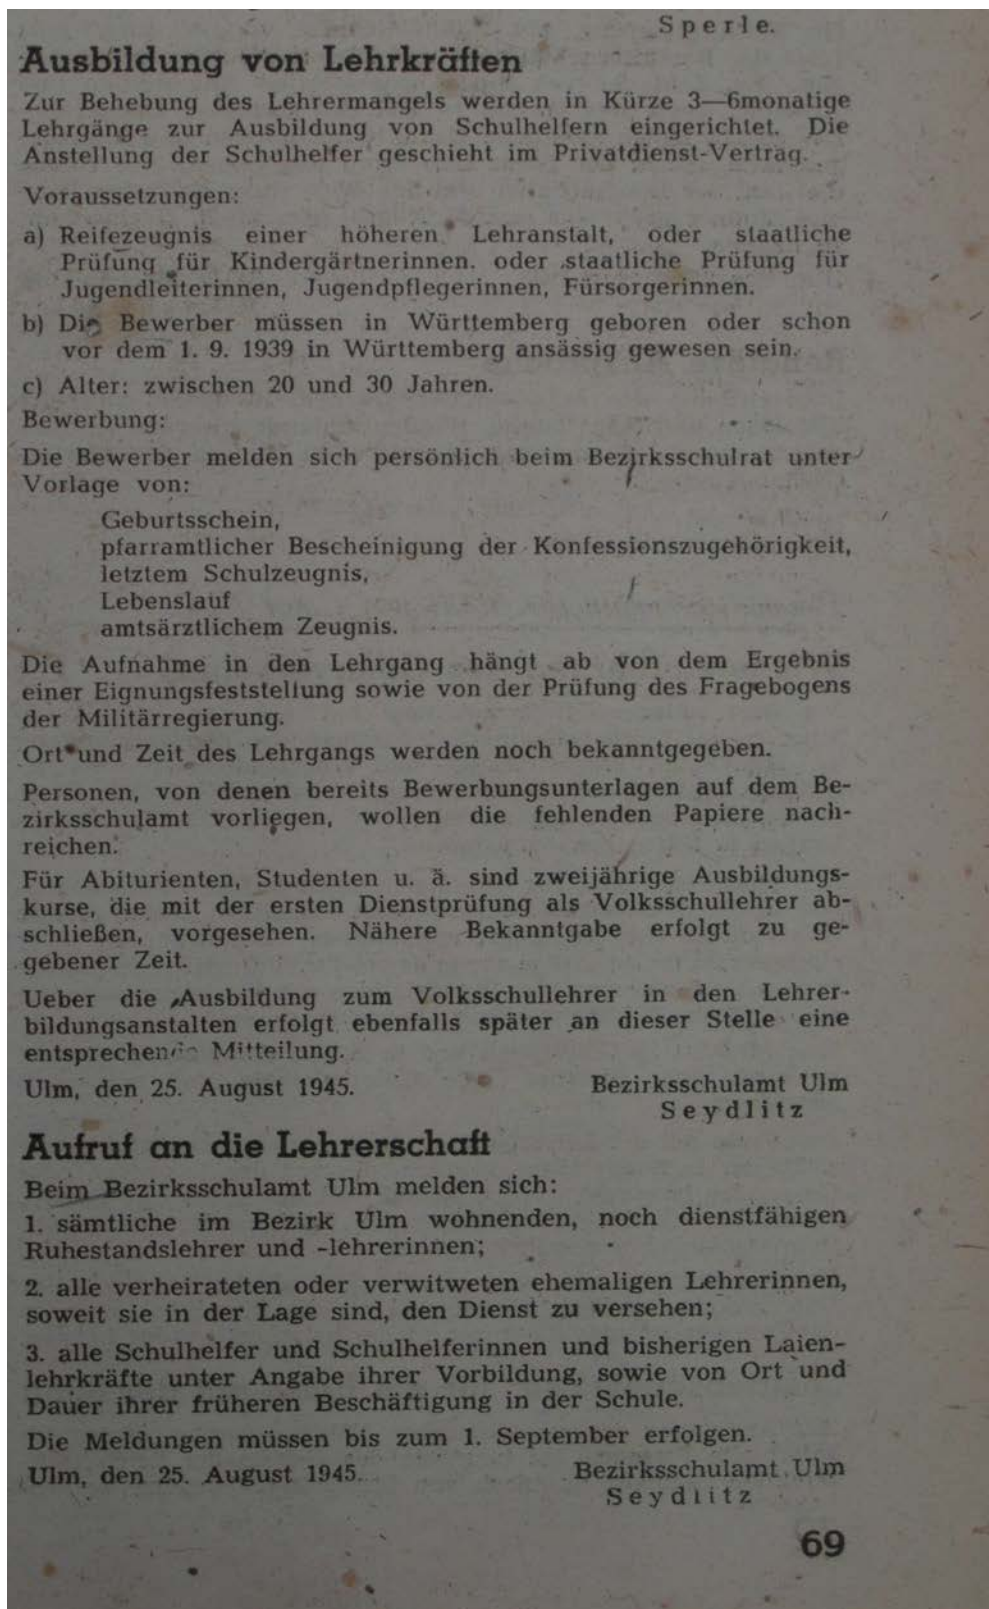 Sperle.
Ausbildung von Lehrkräften
Zur Behebung des Lehrermangels werden in Kürze 3—6monatige
Lehrgänge zur Ausbildung von Schulhelfern eingerichtet. Die
Anstellung der Schulhelfer geschieht im Privatdienst-Vertrag.
Voraussetzungen:
a) Reifezeugnis einer höheren Lehranstalt, oder staatliche
Prüfung für Kindergärtnerinnen. oder staatliche Prüfung für
Jugendleiterinnen, Jugendpflegerinnen, Fürsorgerinnen.
b) Die Bewerber müssen in Württemberg geboren oder schon
vor dem 1. 9. 1939 in Württemberg ansässig gewesen sein.
c) Alter: zwischen 20 und 30 Jahren.
Bewerbung:
Die Bewerber melden sich persönlich beim Bezirksschulrat unter
Vorlage von:
Geburtsschein,
pfarramtlicher Bescheinigung der Konfessionszugehörigkeit,
letztem Schulzeugnis,
Lebenslauf
amtsärztlichem Zeugnis.
Die Aufnahme in den Lehrgang hängt ab von dem Ergebnis
einer Eignungsfeststellung sowie von der Prüfung des Fragebogens
der Militärregierung.
Ort und Zeit des Lehrgangs werden noch bekanntgegeben.
Personen, von denen bereits Bewerbungsunterlagen auf dem Be-
zirksschulamt vorliegen, wollen die fehlenden Papiere nach-
reichen.
Für Abiturienten, Studenten u. ä. sind zweijährige Ausbildungs-
kurse, die mit der ersten Dienstprüfung als Volksschullehrer ab-
schließen, vorgesehen. Nähere Bekanntgabe erfolgt zu ge-
gebener Zeit.
Ueber die Ausbildung zum Volksschullehrer in den Lehrer-
bildungsanstalten erfolgt ebenfalls später an dieser Stelle eine
entsprechende Mitteilung.
Ulm, den 25. August 1945. Bezirksschulamt Ulm
Seydlitz
Aufruf an die Lehrerschaft
Beim Bezirksschulamt Ulm melden sich:
1. sämtliche im Bezirk Ulm wohnenden, noch dienstfähigen
Ruhestandslehrer und -lehrerinnen;
2. alle verheirateten oder verwitweten ehemaligen Lehrerinnen,
soweit sie in der Lage sind, den Dienst zu versehen;
3. alle Schulhelfer und Schulhelferinnen und bisherigen Laien-
lehrkräfte unter Angabe ihrer Vorbildung, sowie von Ort und
Dauer ihrer früheren Beschäftigung in der Schule.
Die Meldungen müssen bis zum 1. September erfolgen.
Ulm, den 25. August 1945. Bezirksschulamt Ulm
Seydlitz
69